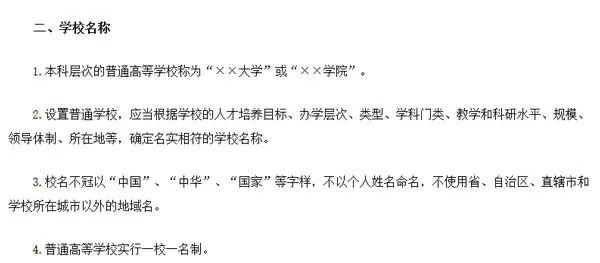 二、学校名称
1.本科层次的普通高等学校称为“××大学”或“××学院”。
2.设置普通学校，应当根据学校的人才培养目标、办学层次、类型、学科门类、教学和科研水平、规模、
领导体制、所在地等，确定名实相符的学校名称。
3.校名不冠以“中国”、“中华”、“国家”等字样，不以个人姓名命名，不使用省、自治区、直辖市和
学校所在城市以外的地域名。
4.普通高等学校实行一校一名制。